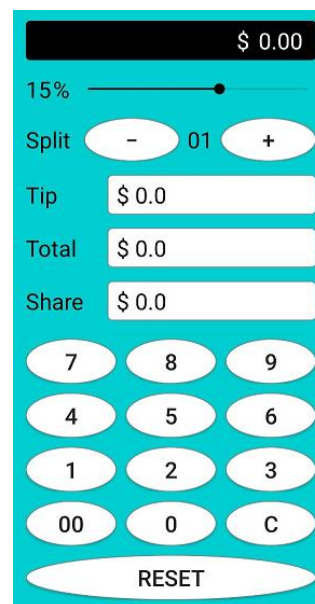 $ 0.00
15%
Split − 01 +
Tip $ 0.0
Total $ 0.0
Share $ 0.0
7 8 9
4 5 6
1 2 3
00 0 C
RESET